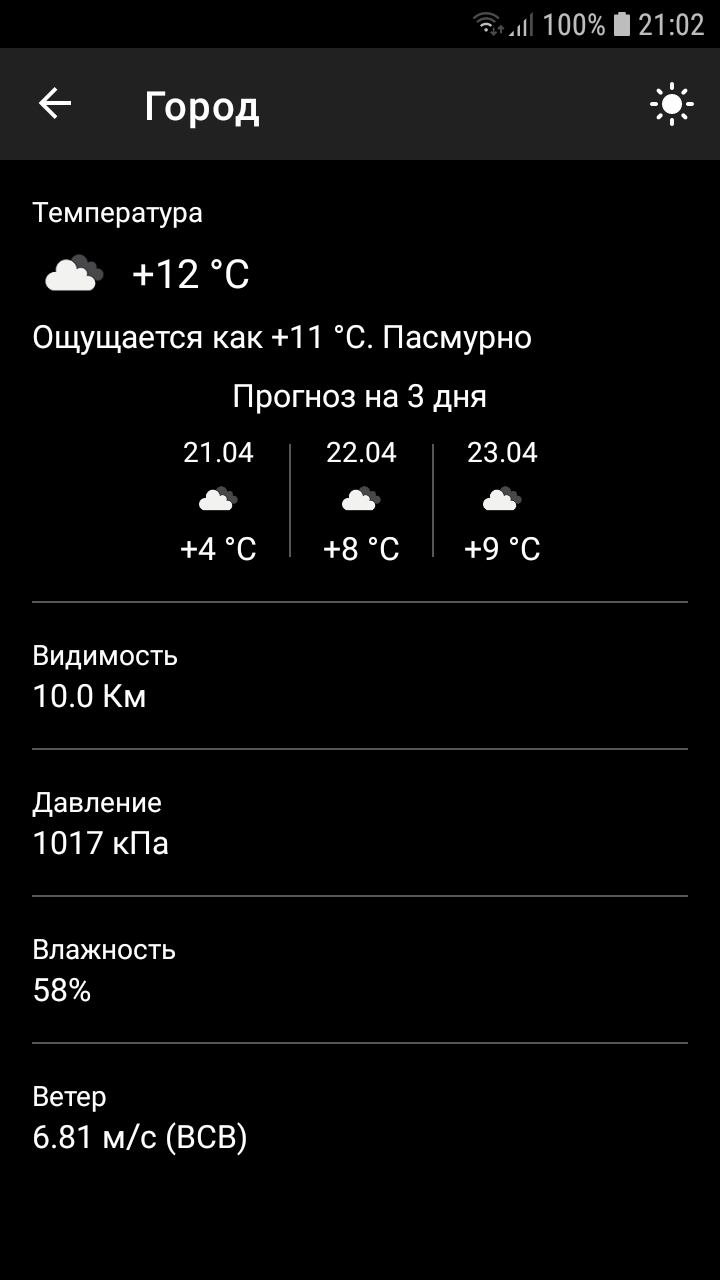 100% 21:02
Город
Температура
+12 °C
Ощущается как +11 °C. Пасмурно
Прогноз на 3 дня
21.04 22.04 23.04
+4 °C +8 °C +9 °C
Видимость
10.0 Км
Давление
1017 кПа
Влажность
58%
Ветер
6.81 м/с (ВСВ)